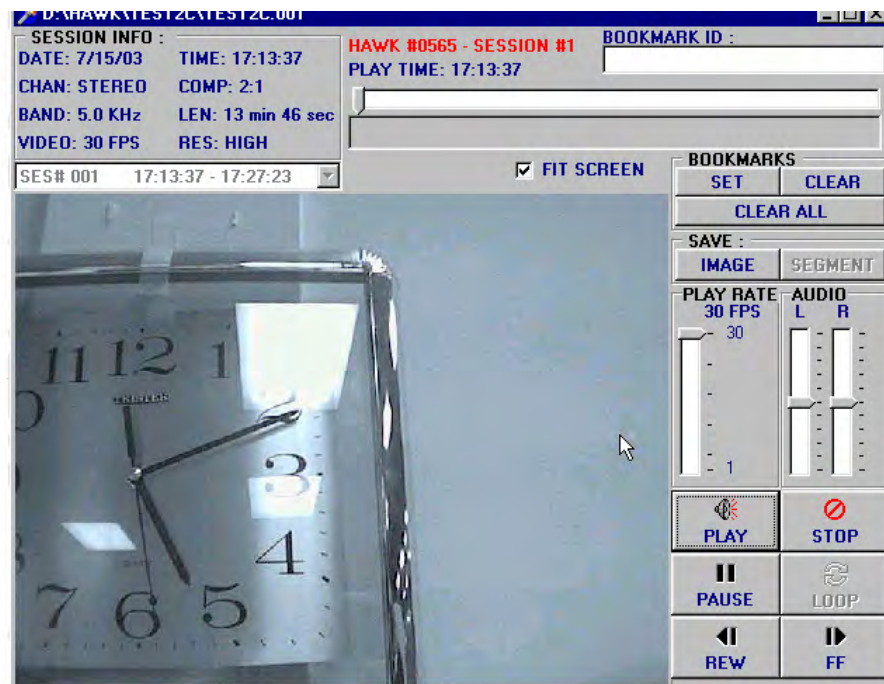 D:\HAWK\TEST2C\TEST2C.001
SESSION INFO :
DATE: 7/15/03 TIME: 17:13:37
CHAN: STEREO COMP: 2:1
BAND: 5.0 KHz LEN: 13 min 46 sec
VIDEO: 30 FPS RES: HIGH
SES# 001 17:13:37 - 17:27:23
HAWK #0565 - SESSION #1
PLAY TIME: 17:13:37
BOOKMARK ID :
FIT SCREEN
BOOKMARKS
SET CLEAR
CLEAR ALL
SAVE :
IMAGE SEGMENT
PLAY RATE
30 FPS
30
1
AUDIO
L R
PLAY STOP
PAUSE LOOP
REW FF
11 12 1
2
3
4
7 6 5